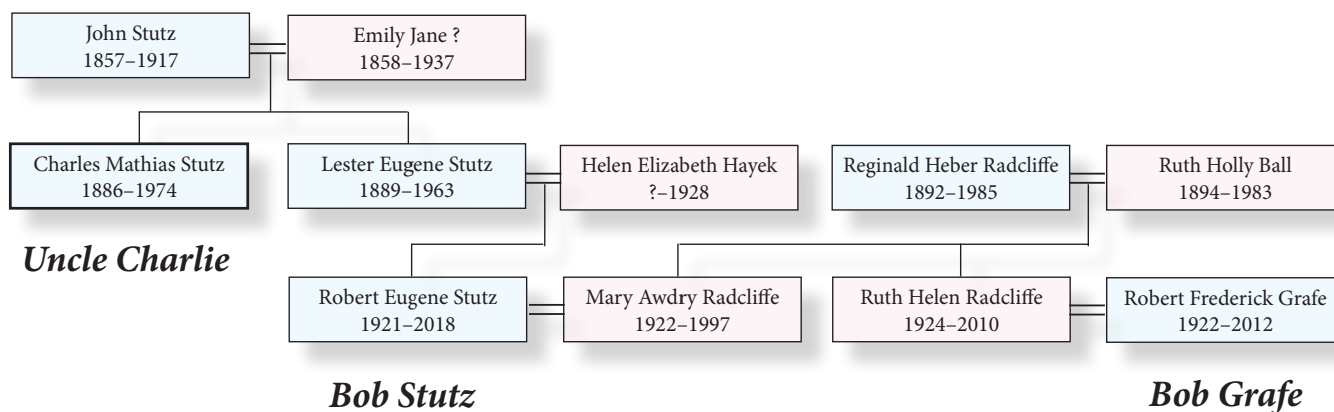 John Stutz
1857–1917
Emily Jane ?
1858–1937
Charles Mathias Stutz
1886–1974
Lester Eugene Stutz
1889–1963
Helen Elizabeth Hayek
?–1928
Reginald Heber Radcliffe
1892–1985
Ruth Holly Ball
1894–1983
Uncle Charlie
Robert Eugene Stutz
1921–2018
Mary Awdry Radcliffe
1922–1997
Ruth Helen Radcliffe
1924–2010
Robert Frederick Grafe
1922–2012
Bob Stutz
Bob Grafe